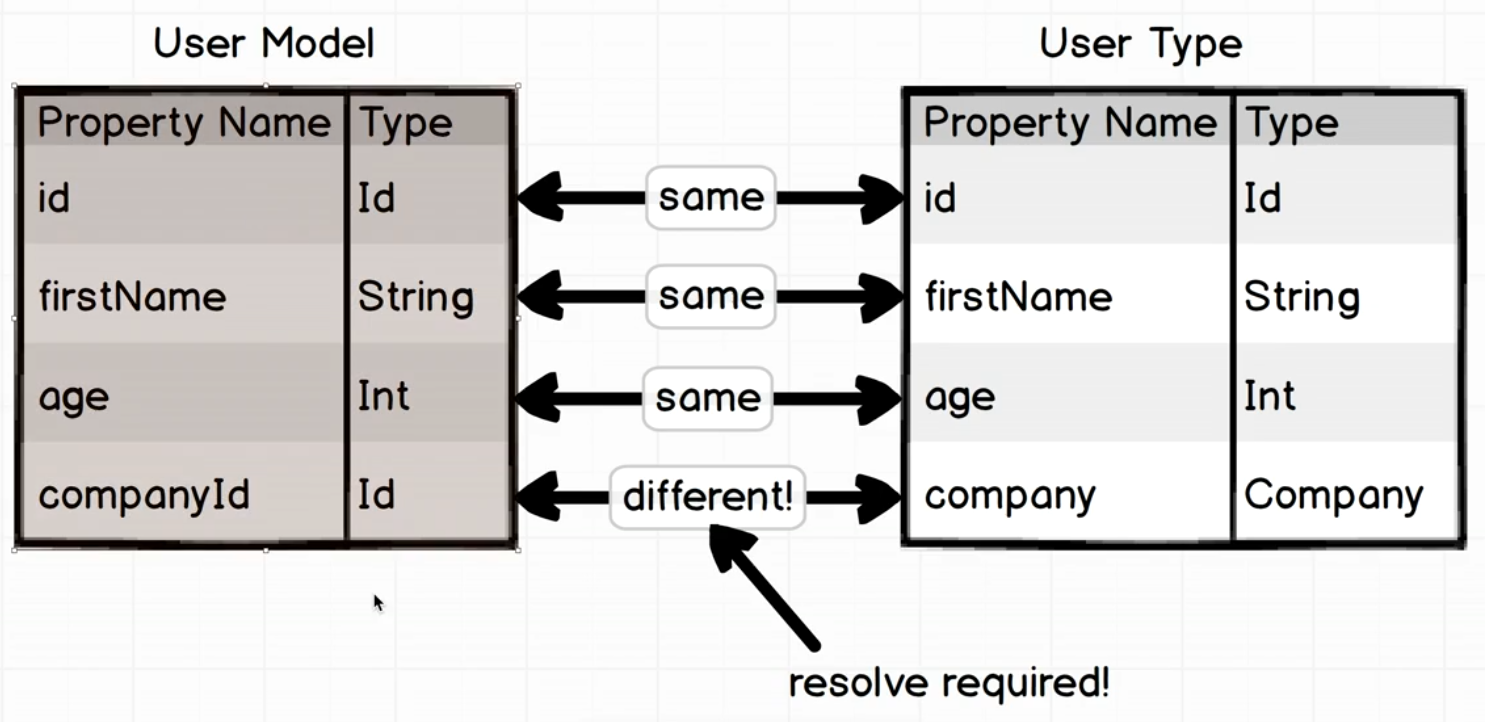 User Model
Property Name Type
id Id
firstName String
age Int
companyId Id
same
same
same
different!
resolve required!
User Type
Property Name Type
id Id
firstName String
age Int
company Company